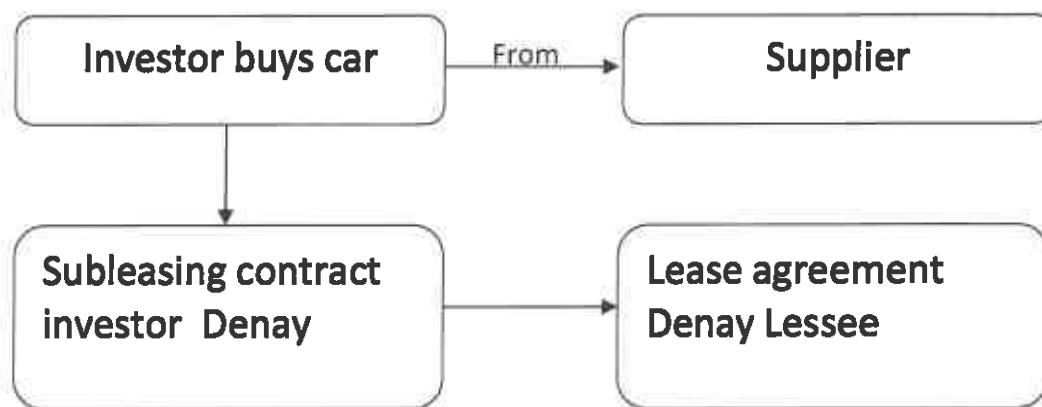 Investor buys car
From
Supplier
Subleasing contract
investor Denay
Lease agreement
Denay Lessee